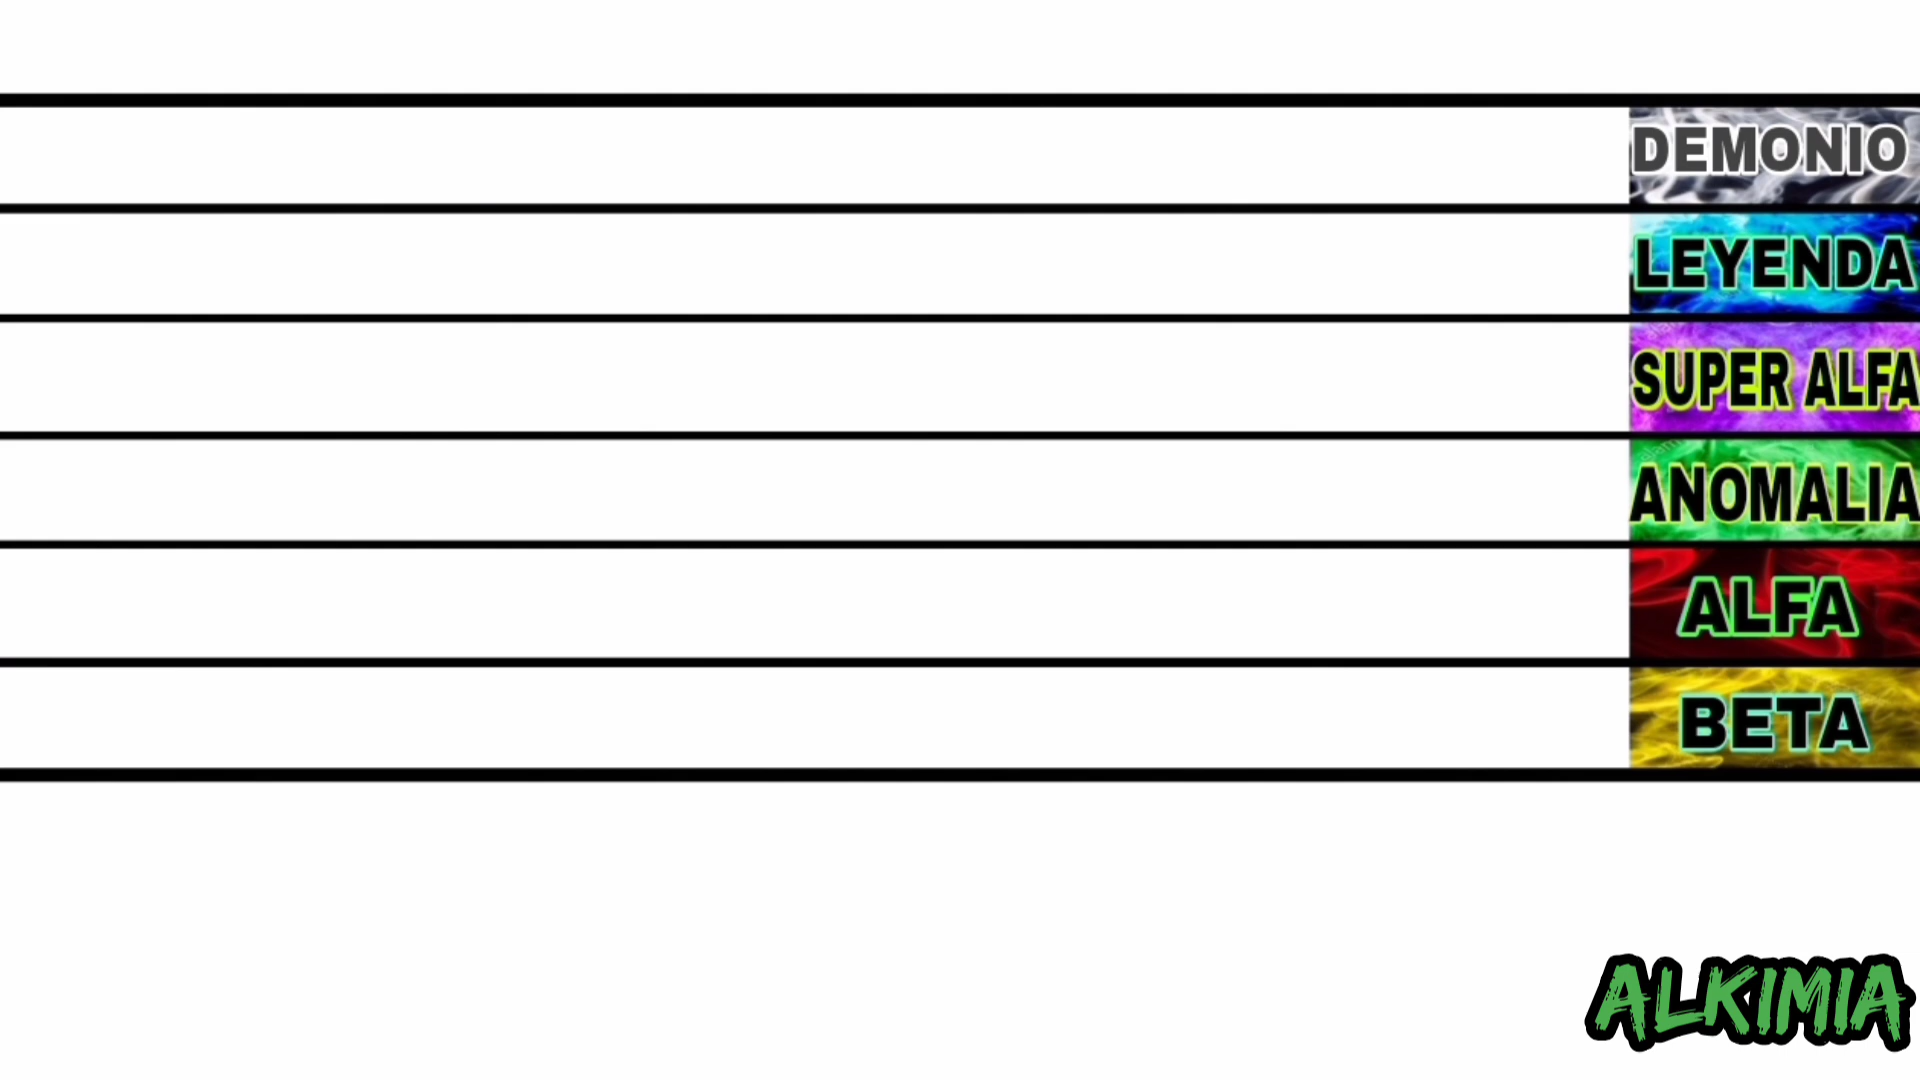 DEMONIO
LEYENDA
SUPER ALFA
ANOMALIA
ALFA
BETA
ALKIMIA